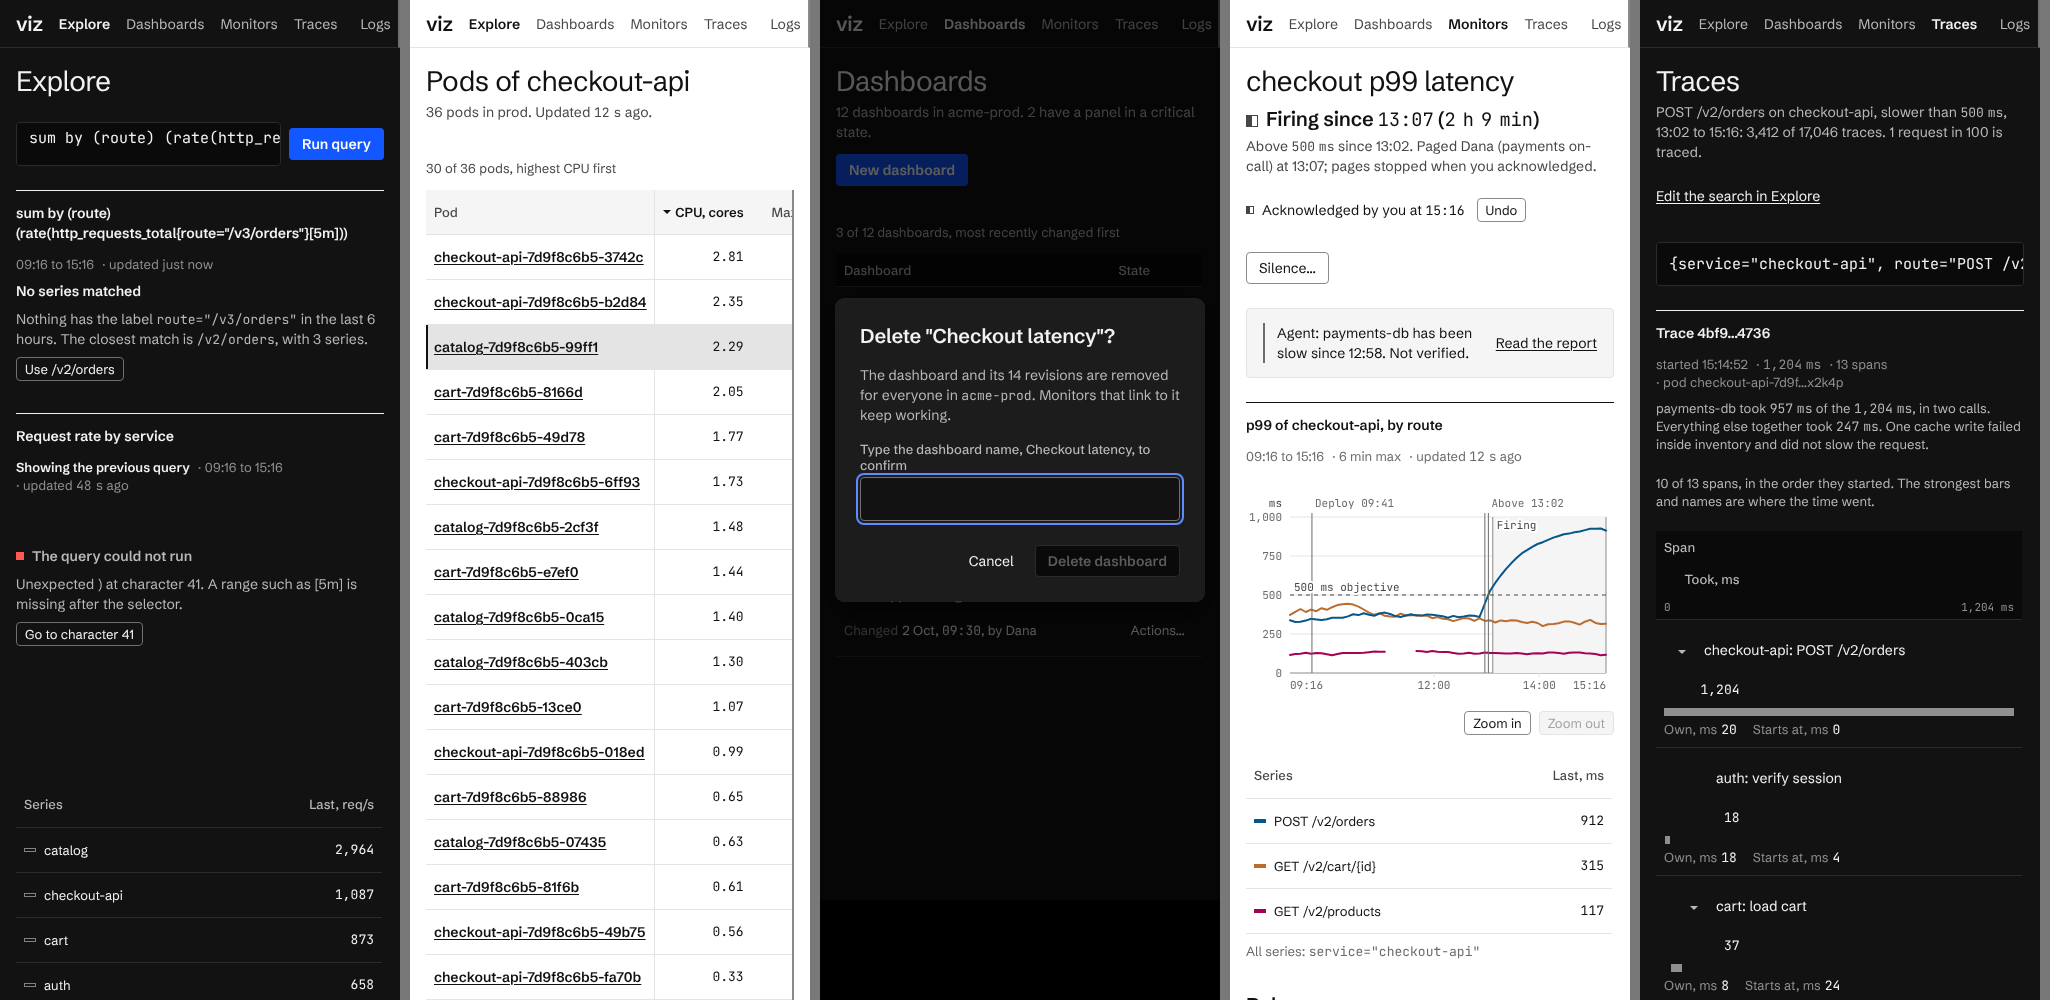 viz Explore Dashboards Monitors Traces Logs
Explore
sum by (route) (rate(http_re
Run query
sum by (route)
(rate(http_requests_total{route="/v3/orders"}[5m]))
09:16 to 15:16 · updated just now
No series matched
Nothing has the label route="/v3/orders" in the last 6
hours. The closest match is /v2/orders, with 3 series.
Use /v2/orders
Request rate by service
Showing the previous query · 09:16 to 15:16
· updated 48 s ago
The query could not run
Unexpected ) at character 41. A range such as [5m] is
missing after the selector.
Go to character 41
Series Last, req/s
catalog 2,964
checkout-api 1,087
cart 873
auth 658
viz Explore Dashboards Monitors Traces Logs
Pods of checkout-api
36 pods in prod. Updated 12 s ago.
30 of 36 pods, highest CPU first
Pod CPU, cores
checkout-api-7d9f8c6b5-3742c 2.81
checkout-api-7d9f8c6b5-b2d84 2.35
catalog-7d9f8c6b5-99ff1 2.29
cart-7d9f8c6b5-8166d 2.05
cart-7d9f8c6b5-49d78 1.77
checkout-api-7d9f8c6b5-6ff93 1.73
catalog-7d9f8c6b5-2cf3f 1.48
cart-7d9f8c6b5-e7ef0 1.44
catalog-7d9f8c6b5-0ca15 1.40
catalog-7d9f8c6b5-403cb 1.30
cart-7d9f8c6b5-13ce0 1.07
checkout-api-7d9f8c6b5-018ed 0.99
cart-7d9f8c6b5-88986 0.65
catalog-7d9f8c6b5-07435 0.63
cart-7d9f8c6b5-81f6b 0.61
checkout-api-7d9f8c6b5-49b75 0.56
checkout-api-7d9f8c6b5-fa70b 0.33
viz Explore Dashboards Monitors Traces Logs
Dashboards
12 dashboards in acme-prod. 2 have a panel in a critical
state.
New dashboard
3 of 12 dashboards, most recently changed first
Dashboard State
Delete "Checkout latency"?
The dashboard and its 14 revisions are removed
for everyone in acme-prod. Monitors that link to it
keep working.
Type the dashboard name, Checkout latency, to
confirm
Cancel Delete dashboard
Changed 2 Oct, 09:30, by Dana Actions...
viz Explore Dashboards Monitors Traces Logs
checkout p99 latency
Firing since 13:07 (2 h 9 min)
Above 500 ms since 13:02. Paged Dana (payments on-
call) at 13:07; pages stopped when you acknowledged.
Acknowledged by you at 15:16 Undo
Silence...
Agent: payments-db has been
slow since 12:58. Not verified.
Read the report
p99 of checkout-api, by route
09:16 to 15:16 · 6 min max · updated 12 s ago
ms Deploy 09:41 Above 13:02
1,000
Firing
750
500 ms objective
500
250
0
09:16 12:00 14:00 15:16
Zoom in Zoom out
Series Last, ms
POST /v2/orders 912
GET /v2/cart/{id} 315
GET /v2/products 117
All series: service="checkout-api"
viz Explore Dashboards Monitors Traces Logs
Traces
POST /v2/orders on checkout-api, slower than 500 ms,
13:02 to 15:16: 3,412 of 17,046 traces. 1 request in 100 is
traced.
Edit the search in Explore
{service="checkout-api", route="POST /v2
Trace 4bf9...4736
started 15:14:52 · 1,204 ms · 13 spans
· pod checkout-api-7d9f...x2k4p
payments-db took 957 ms of the 1,204 ms, in two calls.
Everything else together took 247 ms. One cache write failed
inside inventory and did not slow the request.
10 of 13 spans, in the order they started. The strongest bars
and names are where the time went.
Span
Took, ms
0 1,204 ms
checkout-api: POST /v2/orders
1,204
Own, ms 20 Starts at, ms 0
auth: verify session
18
Own, ms 18 Starts at, ms 4
cart: load cart
37
Own, ms 8 Starts at, ms 24